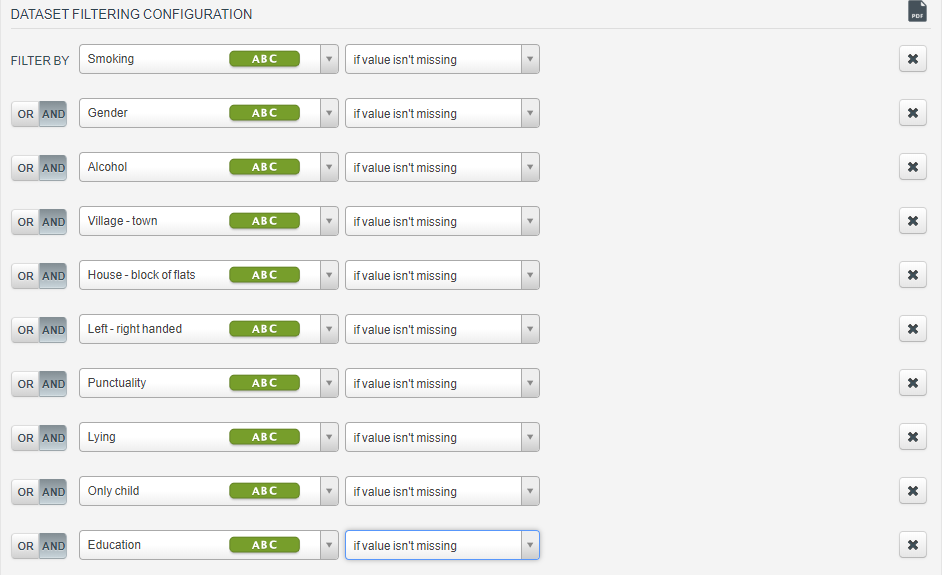 DATASET FILTERING CONFIGURATION
PDF
FILTER BY Smoking ABC if value isn't missing
OR AND Gender ABC if value isn't missing
OR AND Alcohol ABC if value isn't missing
OR AND Village - town ABC if value isn't missing
OR AND House - block of flats ABC if value isn't missing
OR AND Left - right handed ABC if value isn't missing
OR AND Punctuality ABC if value isn't missing
OR AND Lying ABC if value isn't missing
OR AND Only child ABC if value isn't missing
OR AND Education ABC if value isn't missing